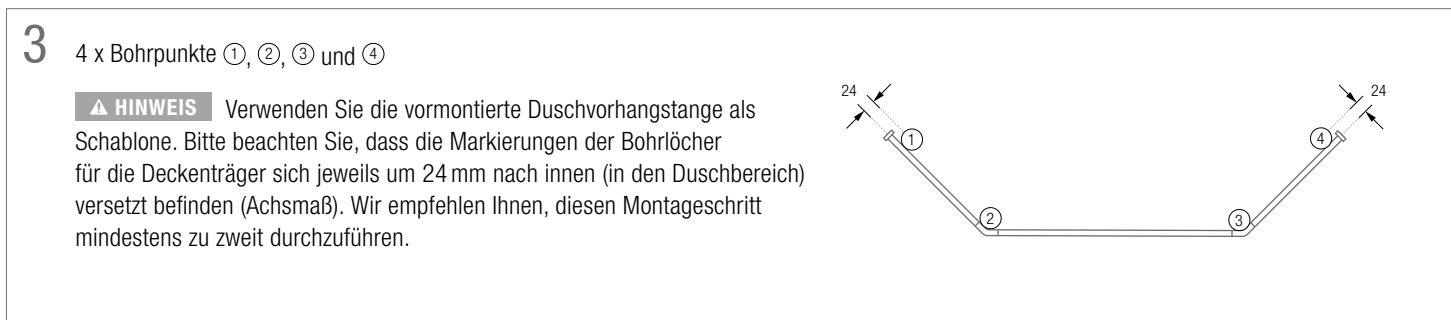 3
4 x Bohrpunkte ①, ②, ③ und ④
⚠ HINWEIS Verwenden Sie die vormontierte Duschvorhangstange als
Schablone. Bitte beachten Sie, dass die Markierungen der Bohrlöcher
für die Deckenträger sich jeweils um 24 mm nach innen (in den Duschbereich)
versetzt befinden (Achsmaß). Wir empfehlen Ihnen, diesen Montageschritt
mindestens zu zweit durchzuführen.
24
24
①
④
②
③